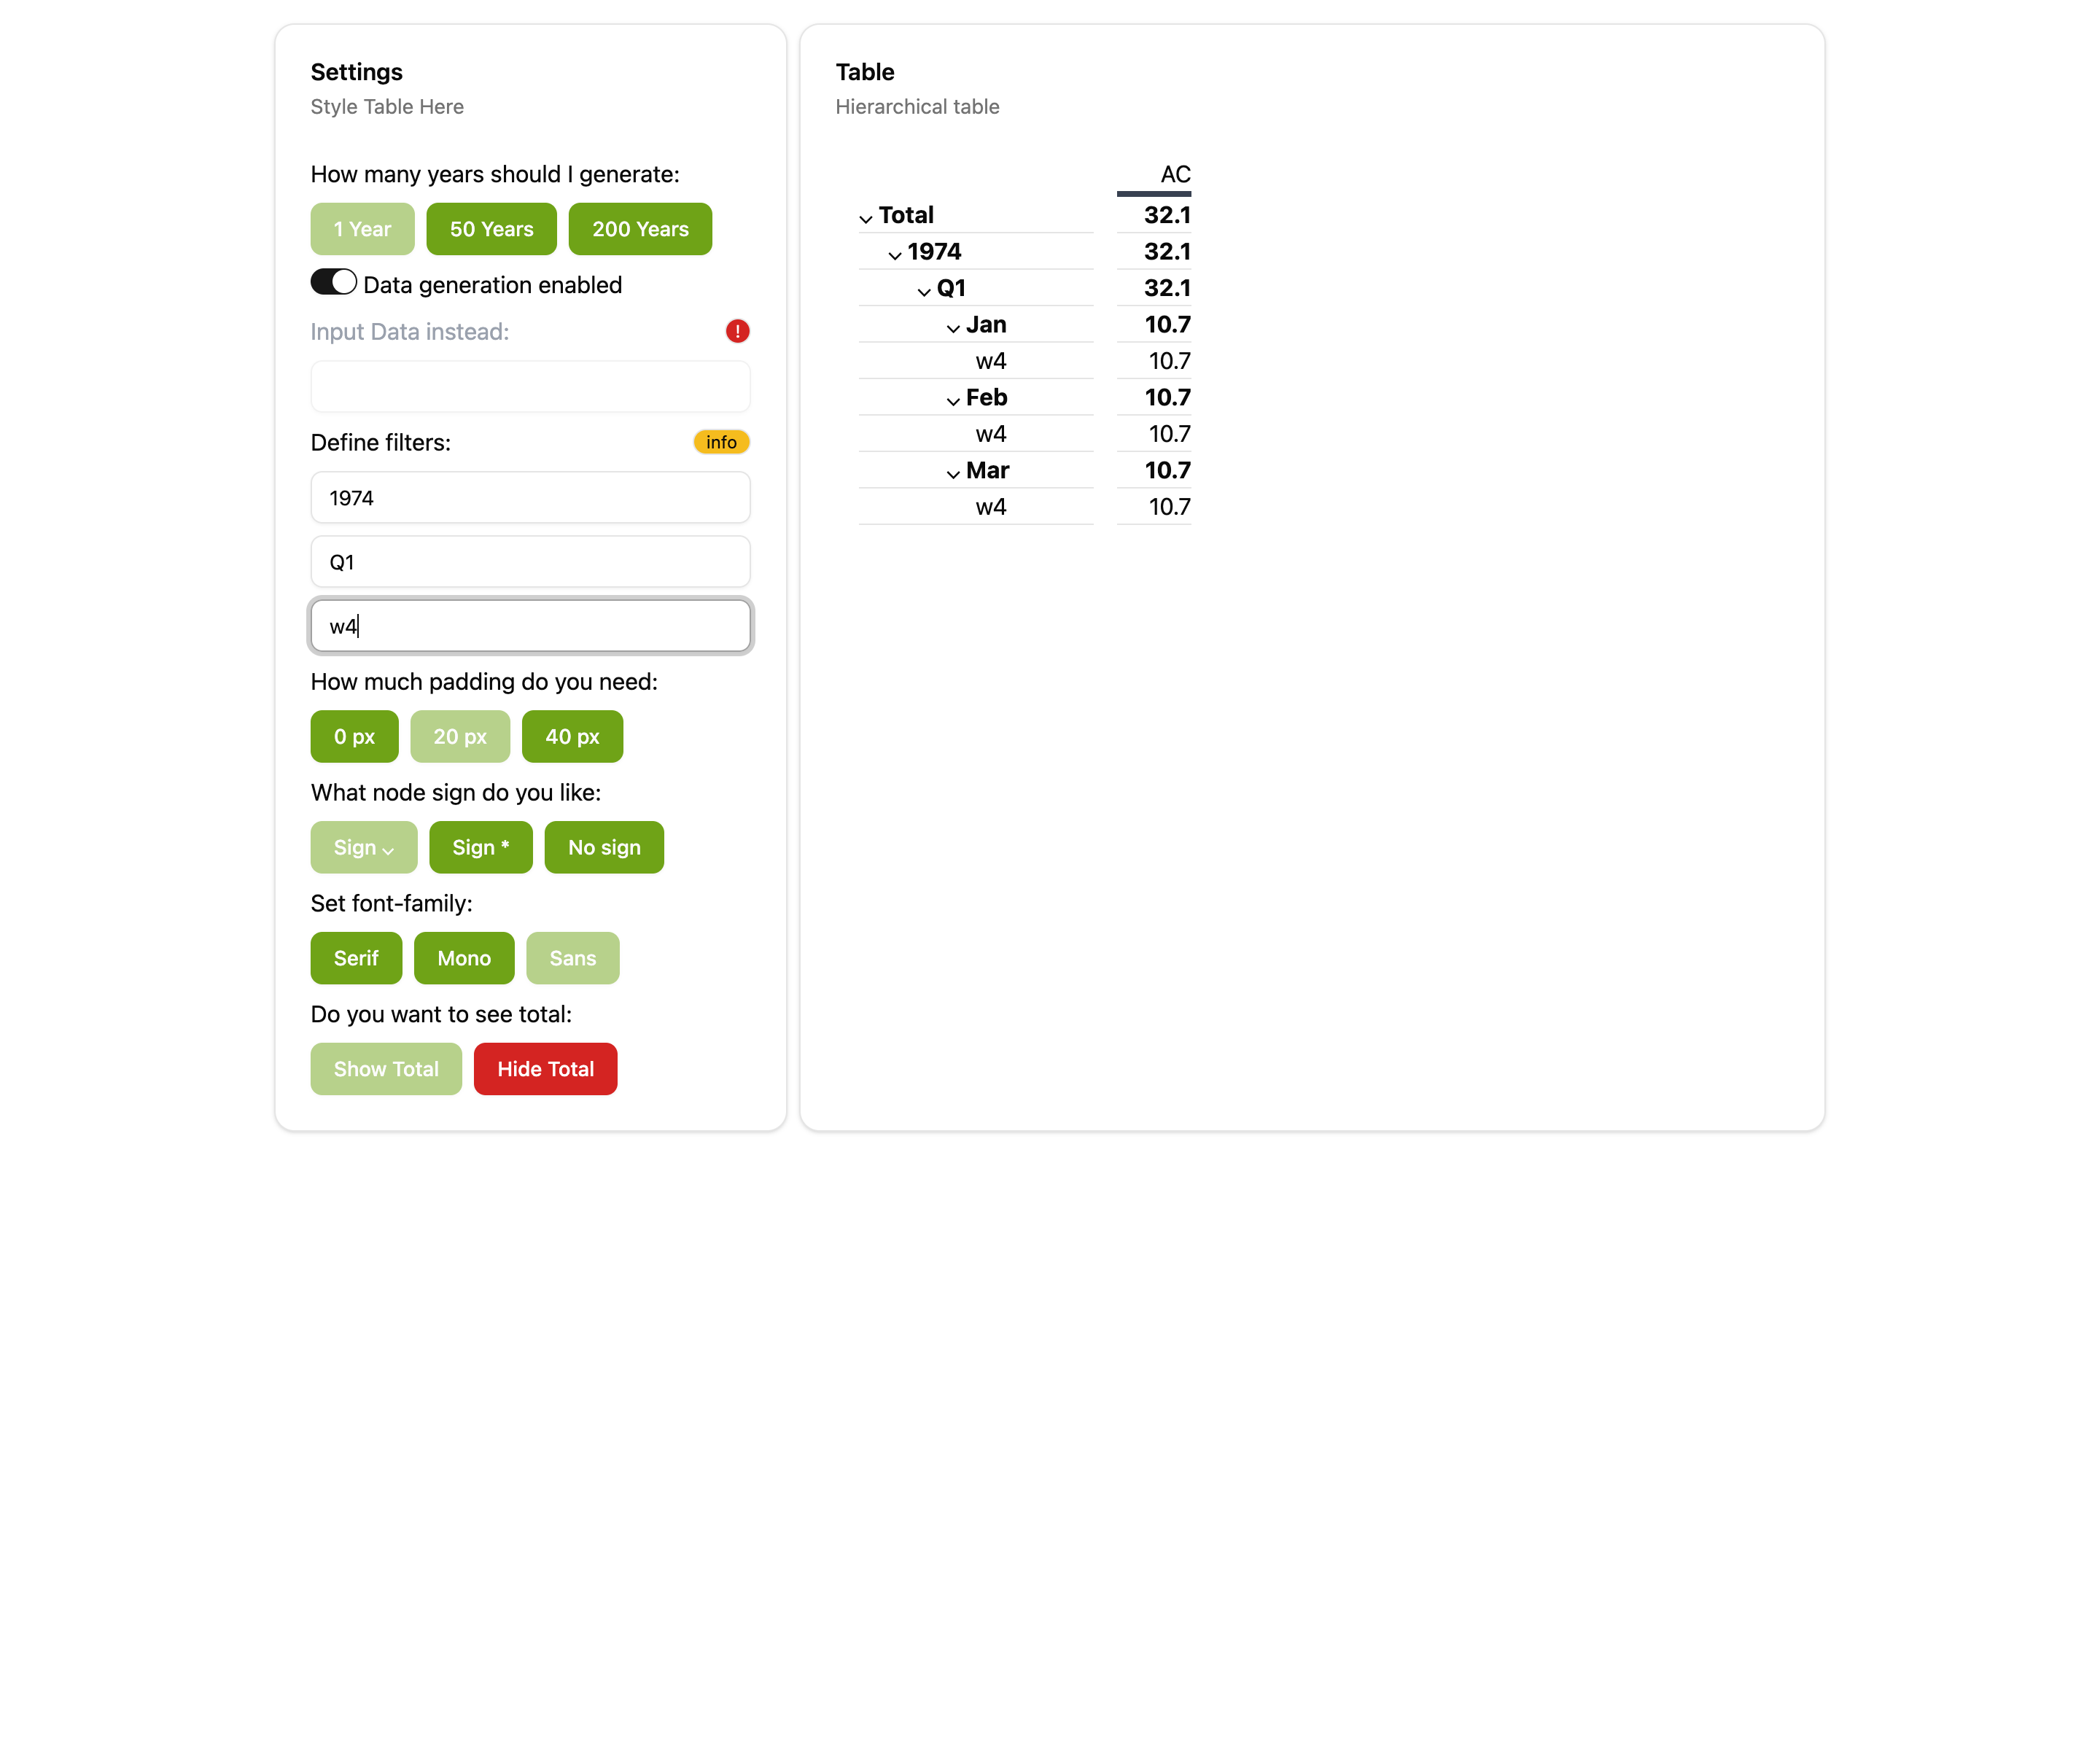 Settings
Style Table Here
How many years should I generate:
1 Year 50 Years 200 Years
Data generation enabled
Input Data instead: !
Define filters: info
1974
Q1
w4
How much padding do you need:
0 px 20 px 40 px
What node sign do you like:
Sign Sign * No sign
Set font-family:
Serif Mono Sans
Do you want to see total:
Show Total Hide Total
Table
Hierarchical table
AC
Total 32.1
1974 32.1
Q1 32.1
Jan 10.7
w4 10.7
Feb 10.7
w4 10.7
Mar 10.7
w4 10.7